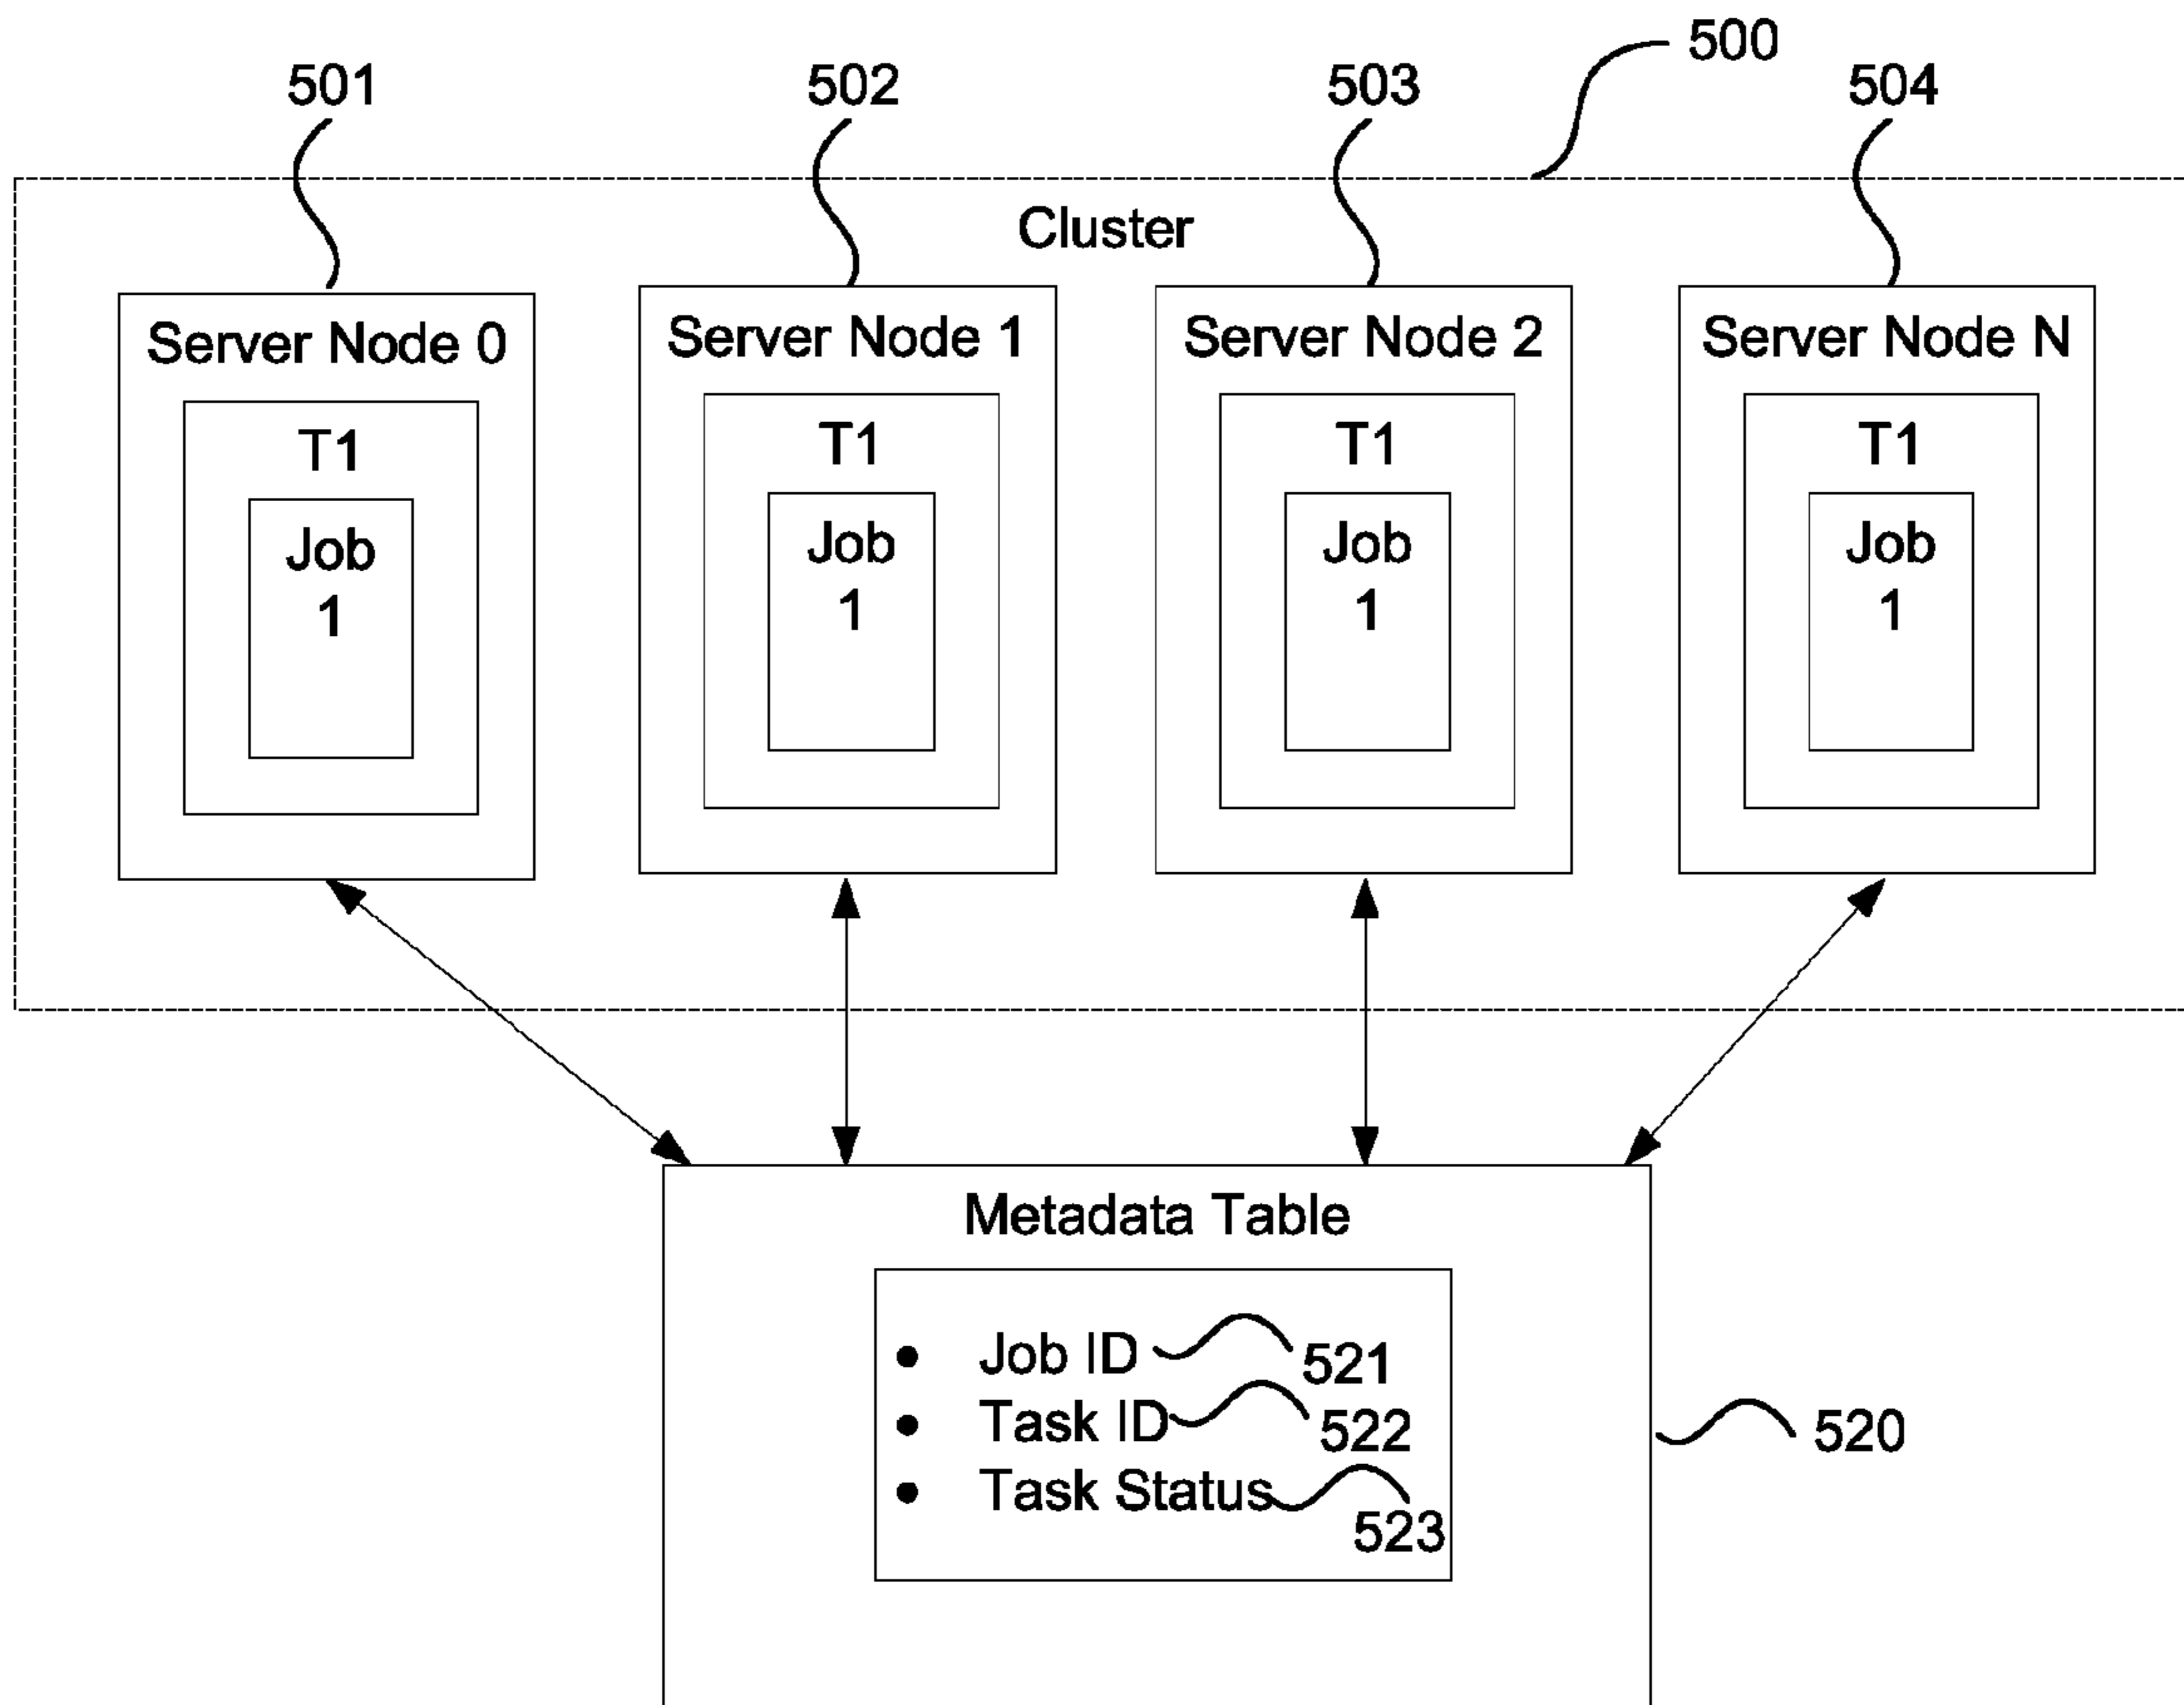 500
501 502 503 504
Cluster
Server Node 0 Server Node 1 Server Node 2 Server Node N
T1 T1 T1 T1
Job Job Job Job
1 1 1 1
Metadata Table
• Job ID 521
• Task ID 522
• Task Status 523
520